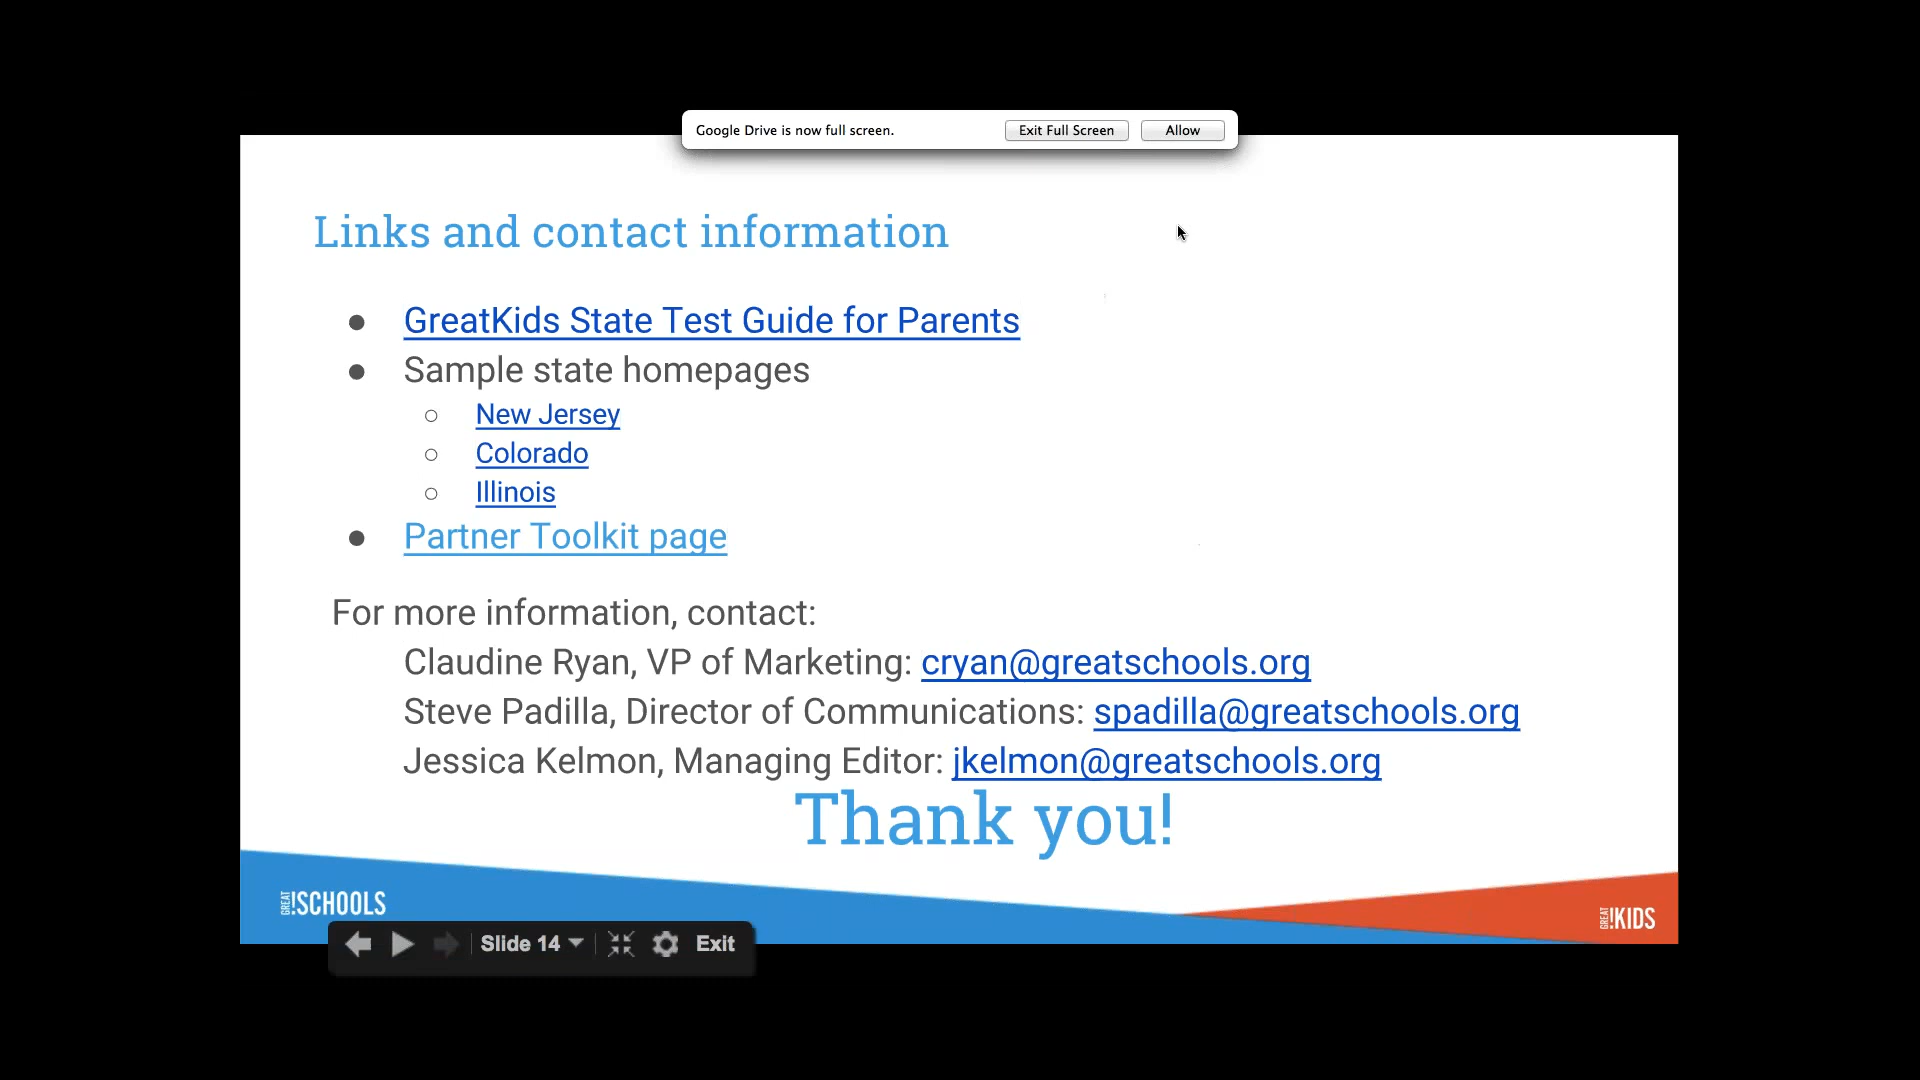 Google Drive is now full screen. Exit Full Screen Allow
Links and contact information
● GreatKids State Test Guide for Parents
● Sample state homepages
○ New Jersey
○ Colorado
○ Illinois
● Partner Toolkit page
For more information, contact:
Claudine Ryan, VP of Marketing: cryan@greatschools.org
Steve Padilla, Director of Communications: spadilla@greatschools.org
Jessica Kelmon, Managing Editor: jkelmon@greatschools.org
Thank you!
GREAT!SCHOOLS
GREAT!KIDS
Slide 14 Exit